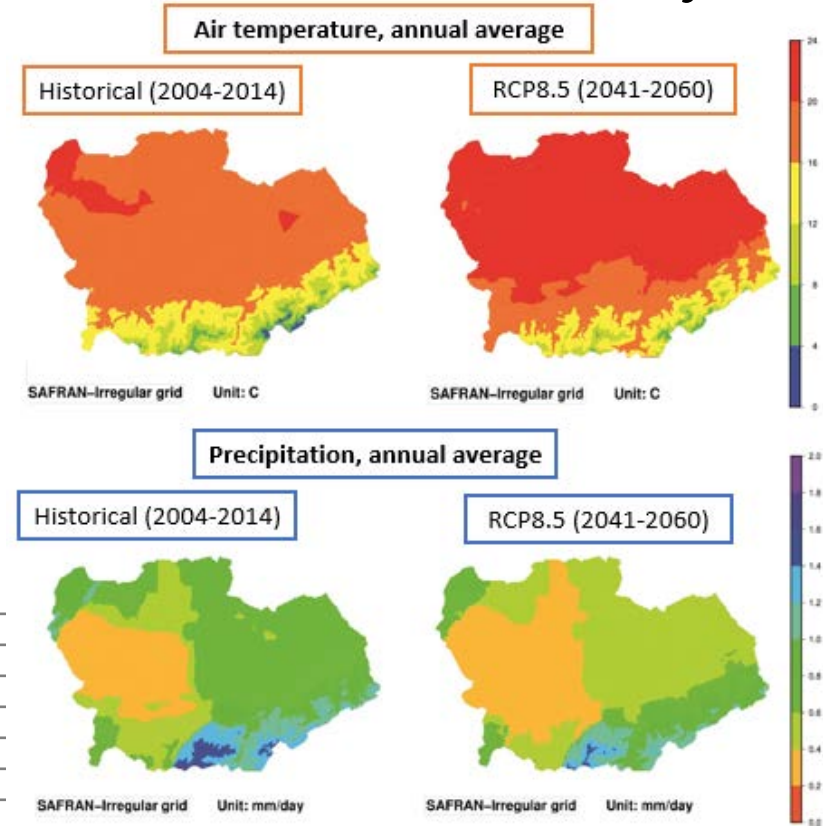 Air temperature, annual average
Historical (2004-2014)
RCP8.5 (2041-2060)
24
20
16
12
8
4
0
SAFRAN–Irregular grid Unit: C
SAFRAN–Irregular grid Unit: C
Precipitation, annual average
Historical (2004-2014)
RCP8.5 (2041-2060)
2.0
1.8
1.6
1.4
1.2
1.0
0.8
0.6
0.4
0.2
0.0
SAFRAN–Irregular grid Unit: mm/day
SAFRAN–Irregular grid Unit: mm/day